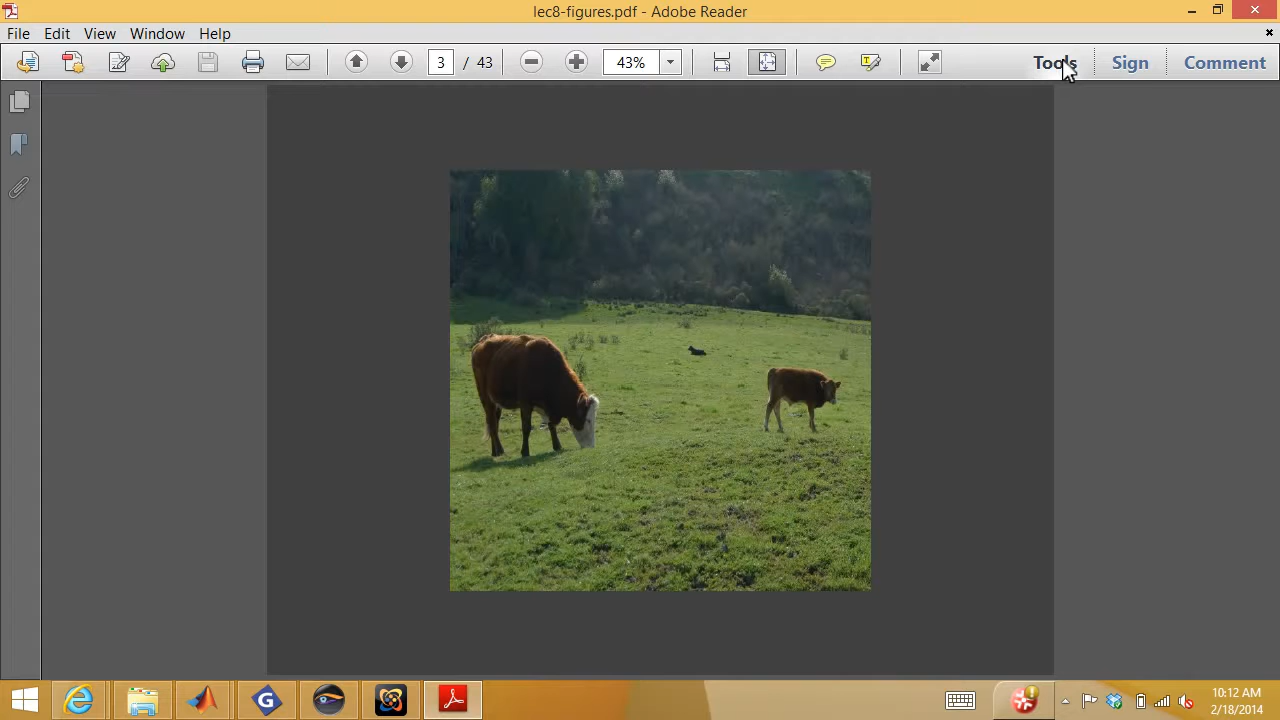 lec8-figures.pdf - Adobe Reader
File Edit View Window Help
3 / 43 43% Tools Sign Comment
10:12 AM
2/18/2014